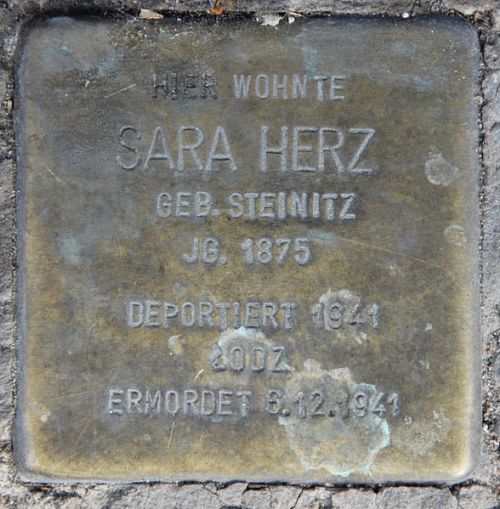 HIER WOHNTE
SARA HERZ
GEB. STEINITZ
JG. 1875
DEPORTIERT 1941
LODZ
ERMORDET 6.12.1941